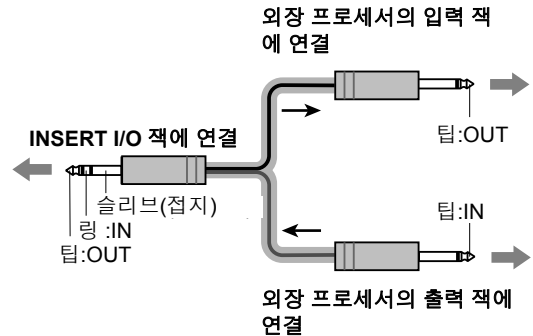 외장 프로세서의 입력 잭
에 연결
팁:OUT
INSERT I/O 잭에 연결
슬리브(접지)
링 :IN
팁:OUT
팁:IN
외장 프로세서의 출력 잭에
연결